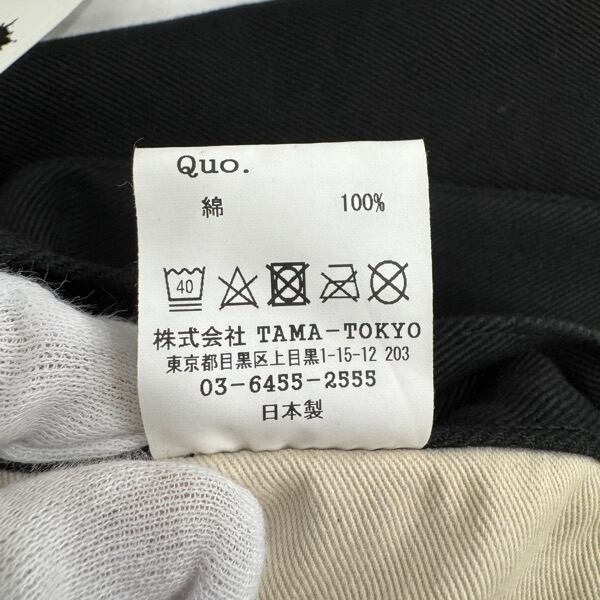 Quo.
綿 100%
40
株式会社 TAMA-TOKYO
東京都目黒区上目黒1-15-12 203
03-6455-2555
日本製